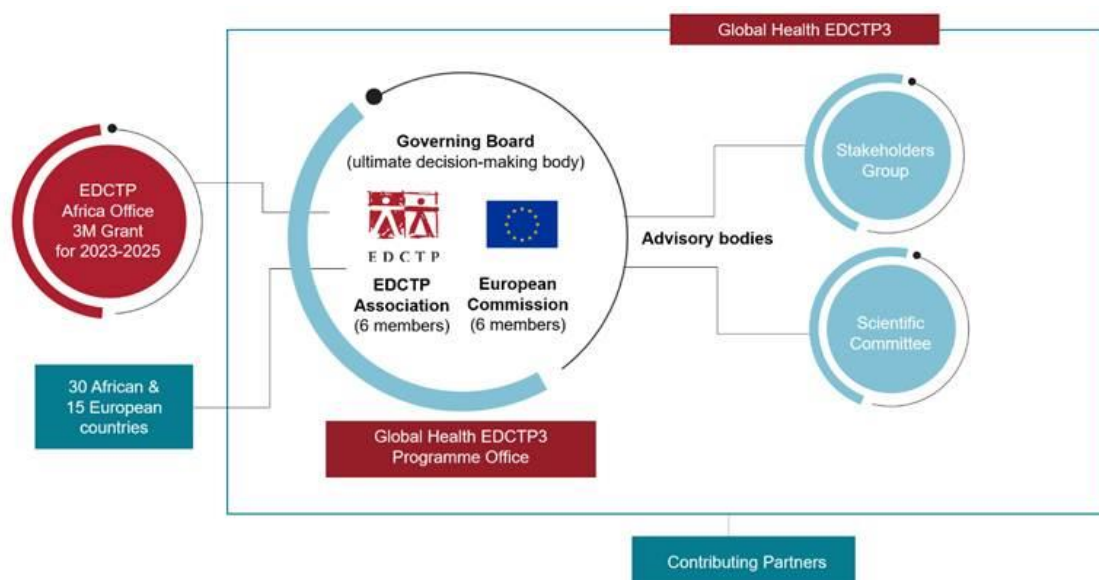 Global Health EDCTP3
Governing Board
(ultimate decision-making body)
EDCTP
EDCTP
Association
(6 members)
European
Commission
(6 members)
EDCTP
Africa Office
3M Grant
for 2023-2025
30 African &
15 European
countries
Global Health EDCTP3
Programme Office
Advisory bodies
Stakeholders
Group
Scientific
Committee
Contributing Partners